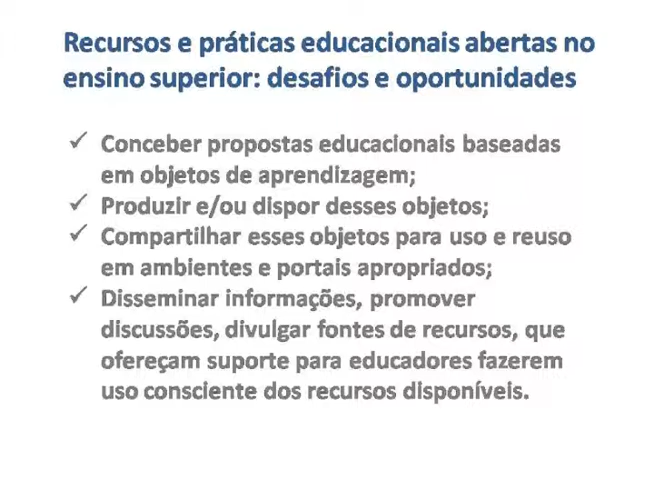 Recursos e práticas educacionais abertas no
ensino superior: desafios e oportunidades
✓ Conceber propostas educacionais baseadas
em objetos de aprendizagem;
✓ Produzir e/ou dispor desses objetos;
✓ Compartilhar esses objetos para uso e reuso
em ambientes e portais apropriados;
✓ Disseminar informações, promover
discussões, divulgar fontes de recursos, que
ofereçam suporte para educadores fazerem
uso consciente dos recursos disponíveis.